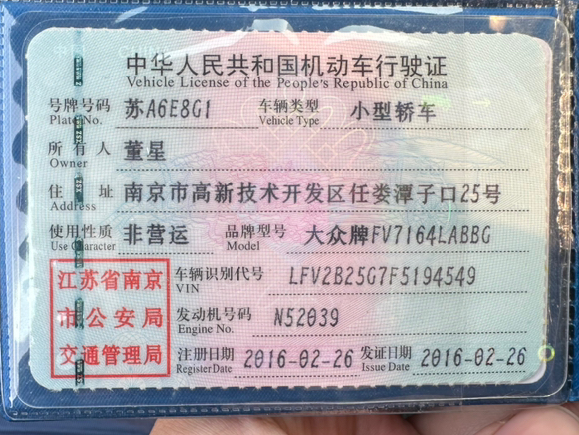 中华人民共和国机动车行驶证
Vehicle License of the People's Republic of China
号牌号码 苏A6E8G1 车辆类型 小型轿车
Plate No. Vehicle Type
所有人 董星
Owner
住址 南京市高新技术开发区任娄潭子口25号
Address
使用性质 非营运 品牌型号 大众牌FV7164LABBG
Use Character Model
江苏省南京
市公安局
交通管理局
车辆识别代号 LFV2B25G7F5194549
VIN
发动机号码 N52039
Engine No.
注册日期 2016-02-26 发证日期 2016-02-26
Register Date Issue Date